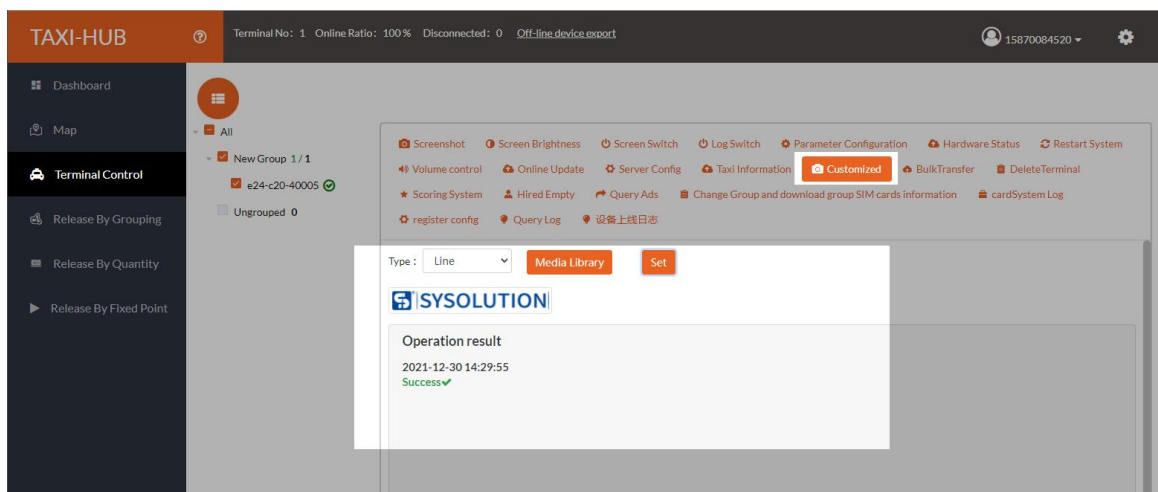 TAXI-HUB
Terminal No: 1 Online Ratio: 100% Disconnected: 0 Off-line device export
15870084520
Dashboard
Map
Terminal Control
Release By Grouping
Release By Quantity
Release By Fixed Point
All
New Group 1/1
e24-c20-40005
Ungrouped 0
Screenshot Screen Brightness Screen Switch Log Switch Parameter Configuration Hardware Status Restart System
Volume control Online Update Server Config Taxi Information Customized BulkTransfer DeleteTerminal
Scoring System Hired Empty Query Ads Change Group and download group SIM cards information cardSystem Log
register config Query Log 设备上线日志
Type : Line Media Library Set
SYSOLUTION
Operation result
2021-12-30 14:29:55
Success